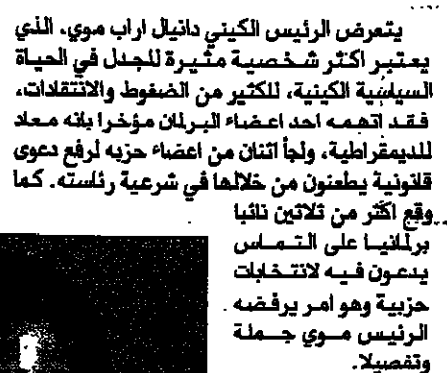 يتعرض الرئيس الكيني دانيال اراب موي، الذي
يعتبر اكثر شخصية مثيرة للجدل في الحياة
السياسية الكينية، للكثير من الضغوط والانتقادات،
فقد اتهمه احد اعضاء البرلمان مؤخرا بانه معاد
للديمقراطية، ولجأ اثنان من اعضاء حزبه لرفع دعوى
قانونية يطعنون من خلالها في شرعية رئاسته. كما
وقع اكثر من ثلاثين نائبا
برلمانيا على التماس
يدعون فيه لانتخابات
حزبية وهو امر يرفضه
الرئيس موي جملة
وتفصيلا.